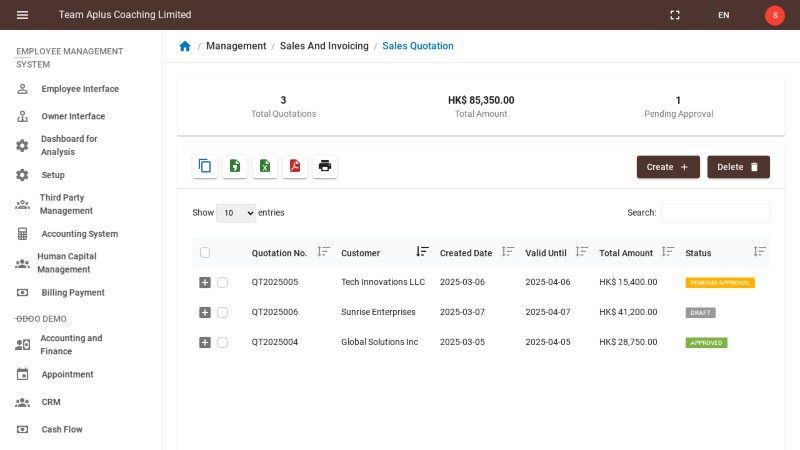 Team Aplus Coaching Limited
EN
S
EMPLOYEE MANAGEMENT
SYSTEM
Employee Interface
Owner Interface
Dashboard for
Analysis
Setup
Third Party
Management
Accounting System
Human Capital
Management
Billing Payment
ODOO DEMO
Accounting and
Finance
Appointment
CRM
Cash Flow
/ Management / Sales And Invoicing / Sales Quotation
3
Total Quotations
HK$ 85,350.00
Total Amount
1
Pending Approval
Create +
Delete
Show 10 entries
Search:
Quotation No. Customer Created Date Valid Until Total Amount Status
QT2025005 Tech Innovations LLC 2025-03-06 2025-04-06 HK$ 15,400.00 PENDING APPROVAL
QT2025006 Sunrise Enterprises 2025-03-07 2025-04-07 HK$ 41,200.00 DRAFT
QT2025004 Global Solutions Inc 2025-03-05 2025-04-05 HK$ 28,750.00 APPROVED